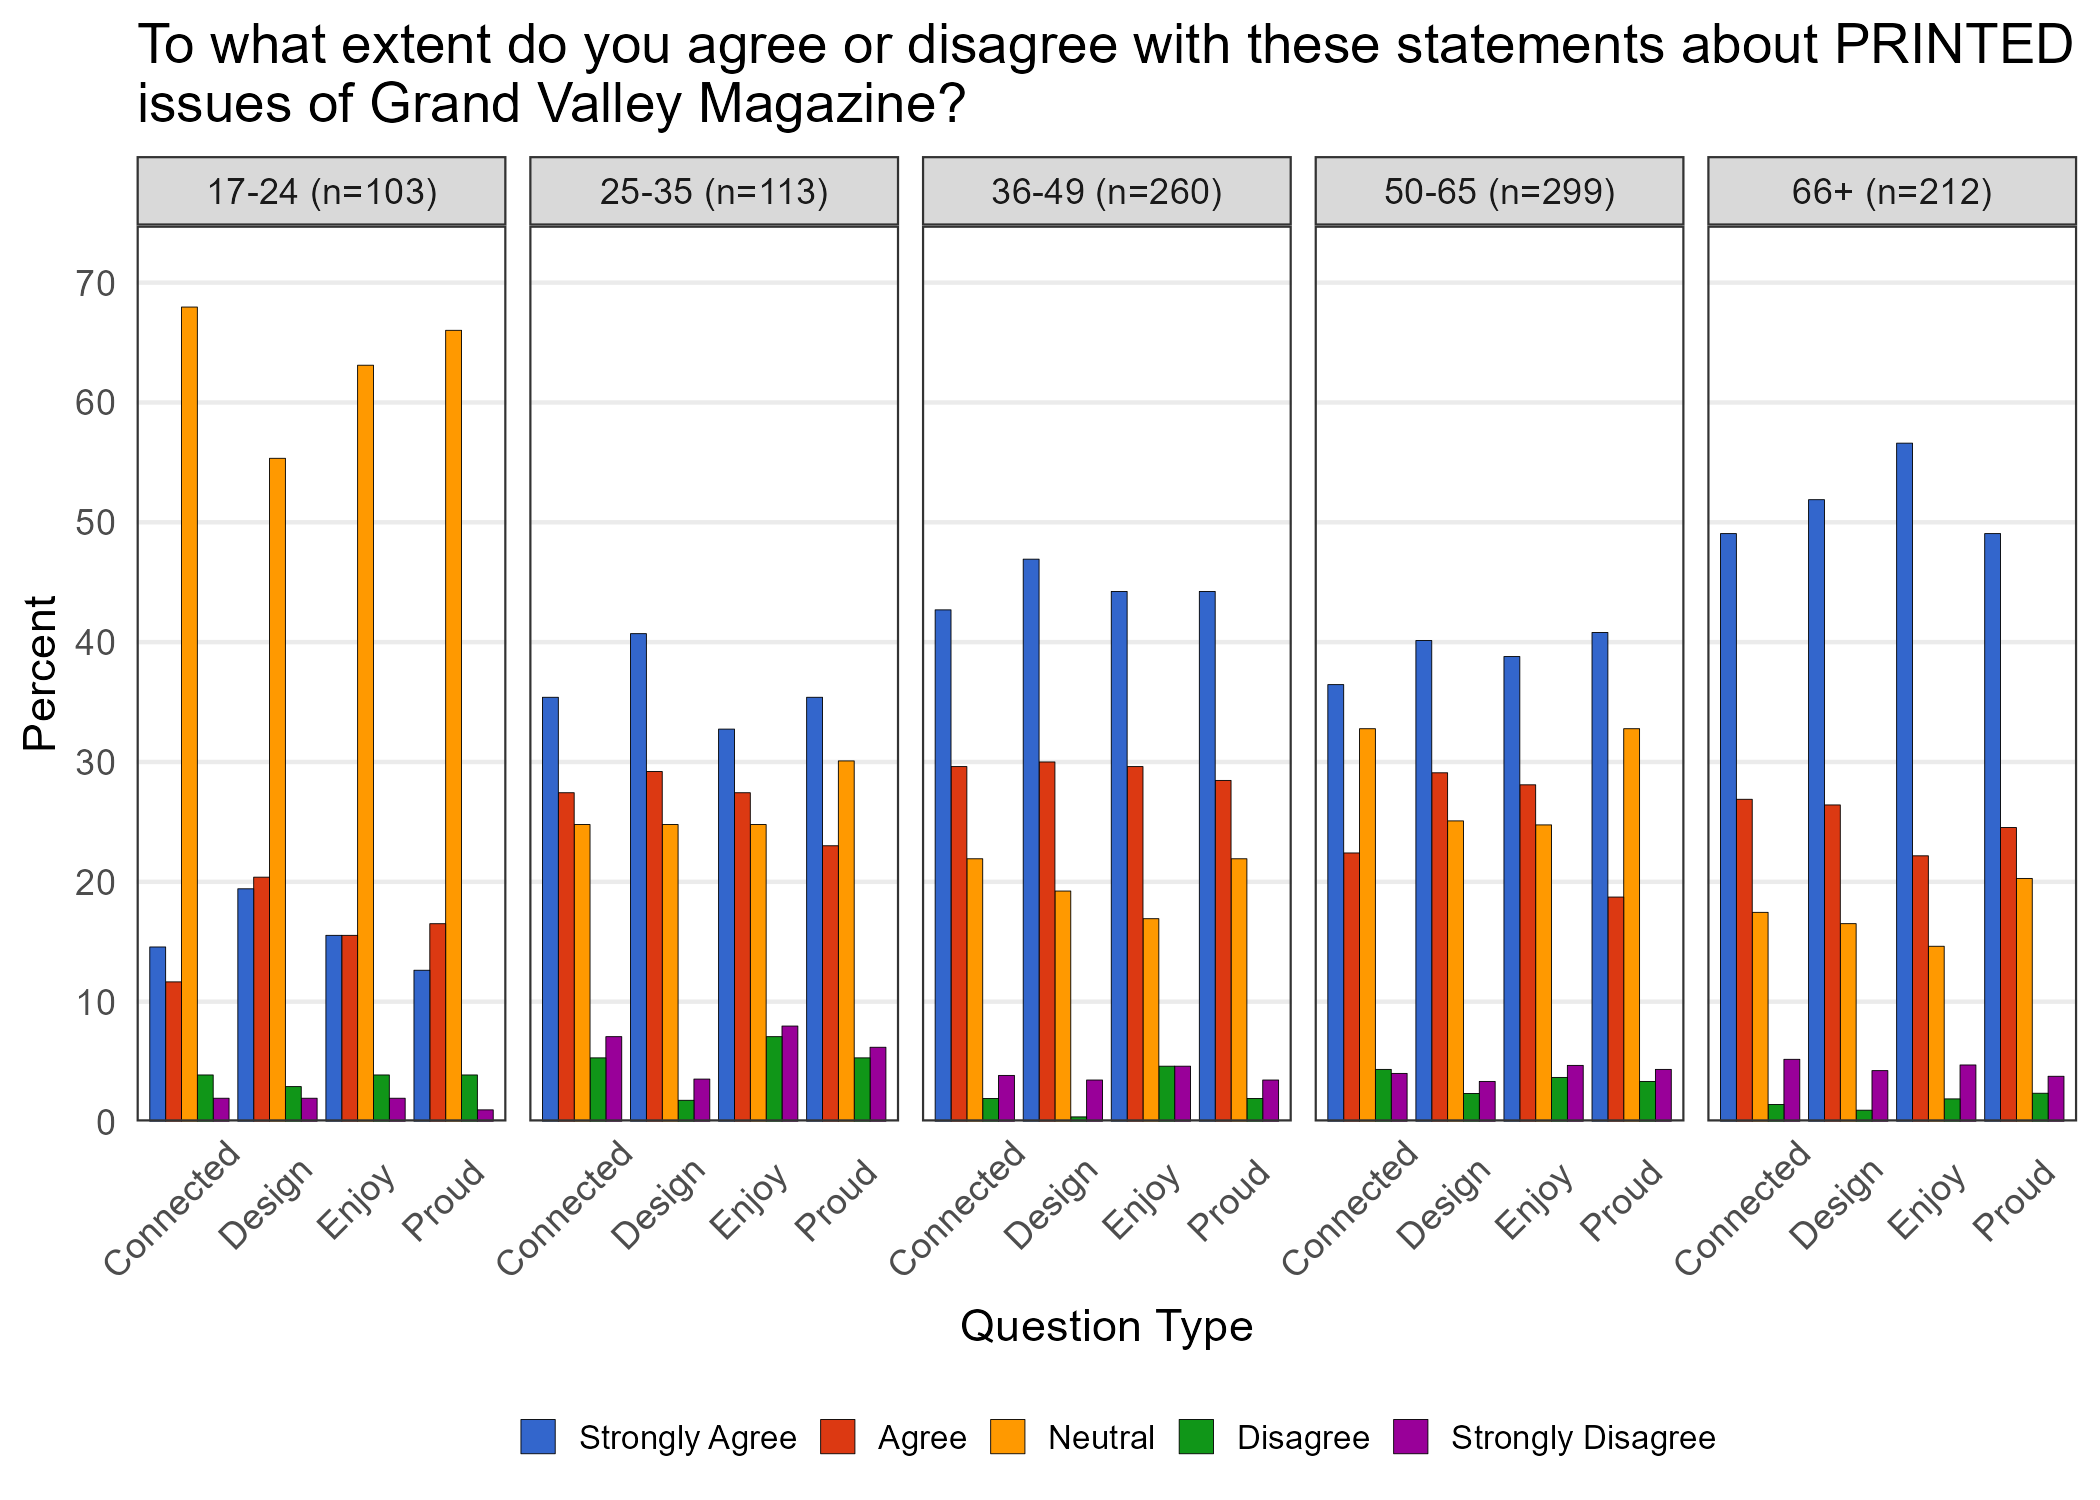 To what extent do you agree or disagree with these statements about PRINTED
issues of Grand Valley Magazine?
17-24 (n=103)
25-35 (n=113)
36-49 (n=260)
50-65 (n=299)
66+ (n=212)
Percent
70
60
50
40
30
20
10
0
Connected
Design
Enjoy
Proud
Connected
Design
Enjoy
Proud
Connected
Design
Enjoy
Proud
Connected
Design
Enjoy
Proud
Connected
Design
Enjoy
Proud
Question Type
Strongly Agree
Agree
Neutral
Disagree
Strongly Disagree